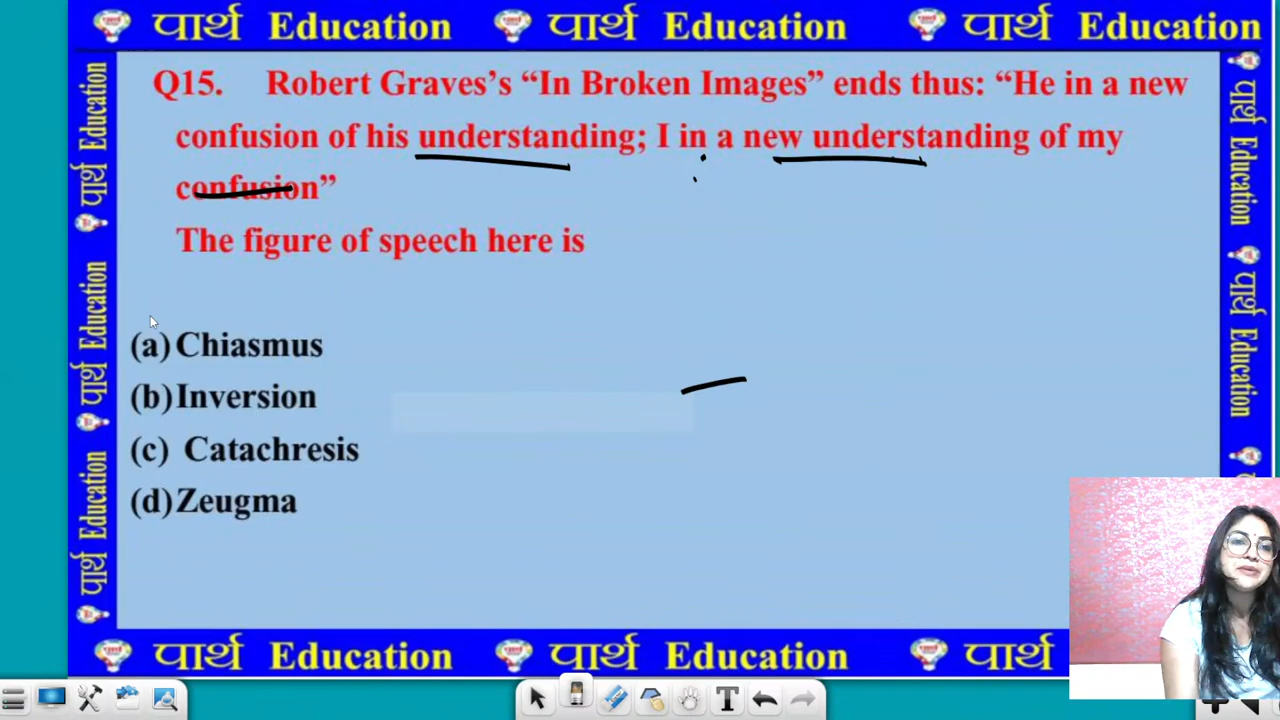 पार्थ Education पार्थ Education पार्थ Education
Q15. Robert Graves's “In Broken Images” ends thus: “He in a new
confusion of his understanding; I in a new understanding of my
confusion”
The figure of speech here is
(a) Chiasmus
(b) Inversion
(c) Catachresis
(d) Zeugma
पार्थ Education
पार्थ Education
पार्थ Education
पार्थ Education
पार्थ Education
पार्थ Education पार्थ Education पार्थ
T